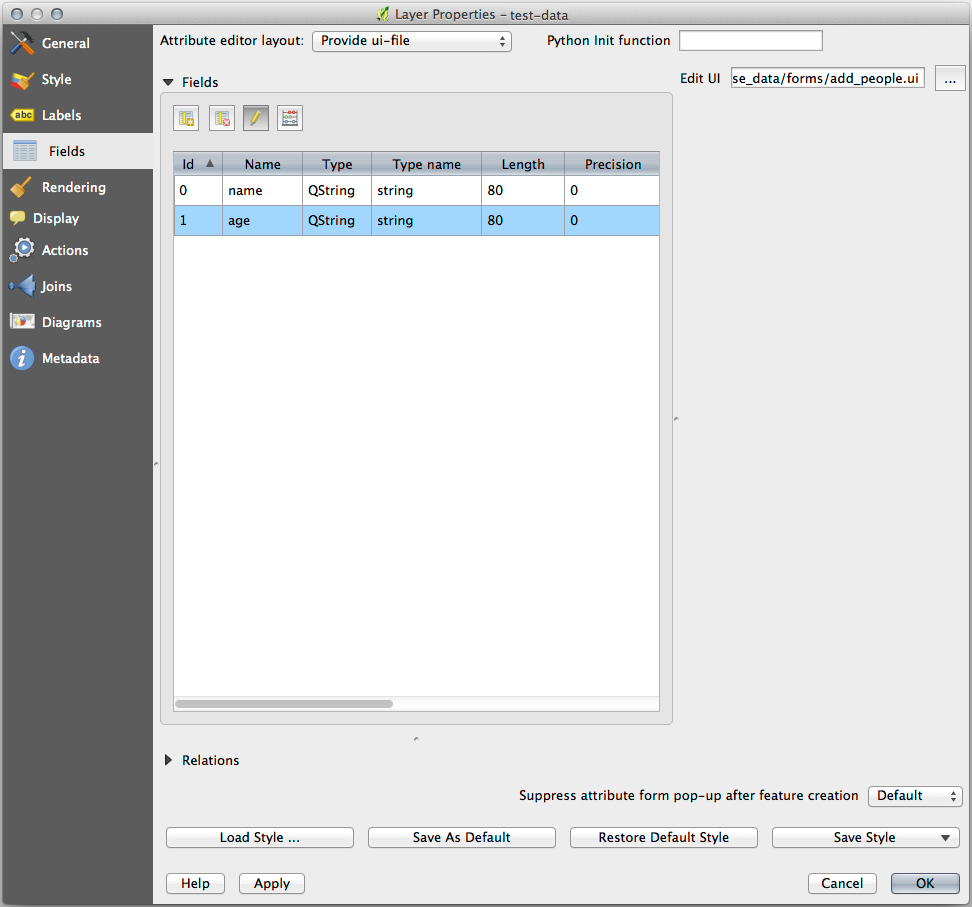 Layer Properties – test-data
General
Style
abc Labels
Fields
Rendering
Display
Actions
Joins
Diagrams
i Metadata
Attribute editor layout: Provide ui-file Python Init function
Fields
Edit UI se_data/forms/add_people.ui ...
Id Name Type Type name Length Precision
0 name QString string 80 0
1 age QString string 80 0
Relations
Suppress attribute form pop-up after feature creation Default
Load Style ... Save As Default Restore Default Style Save Style
Help Apply Cancel OK